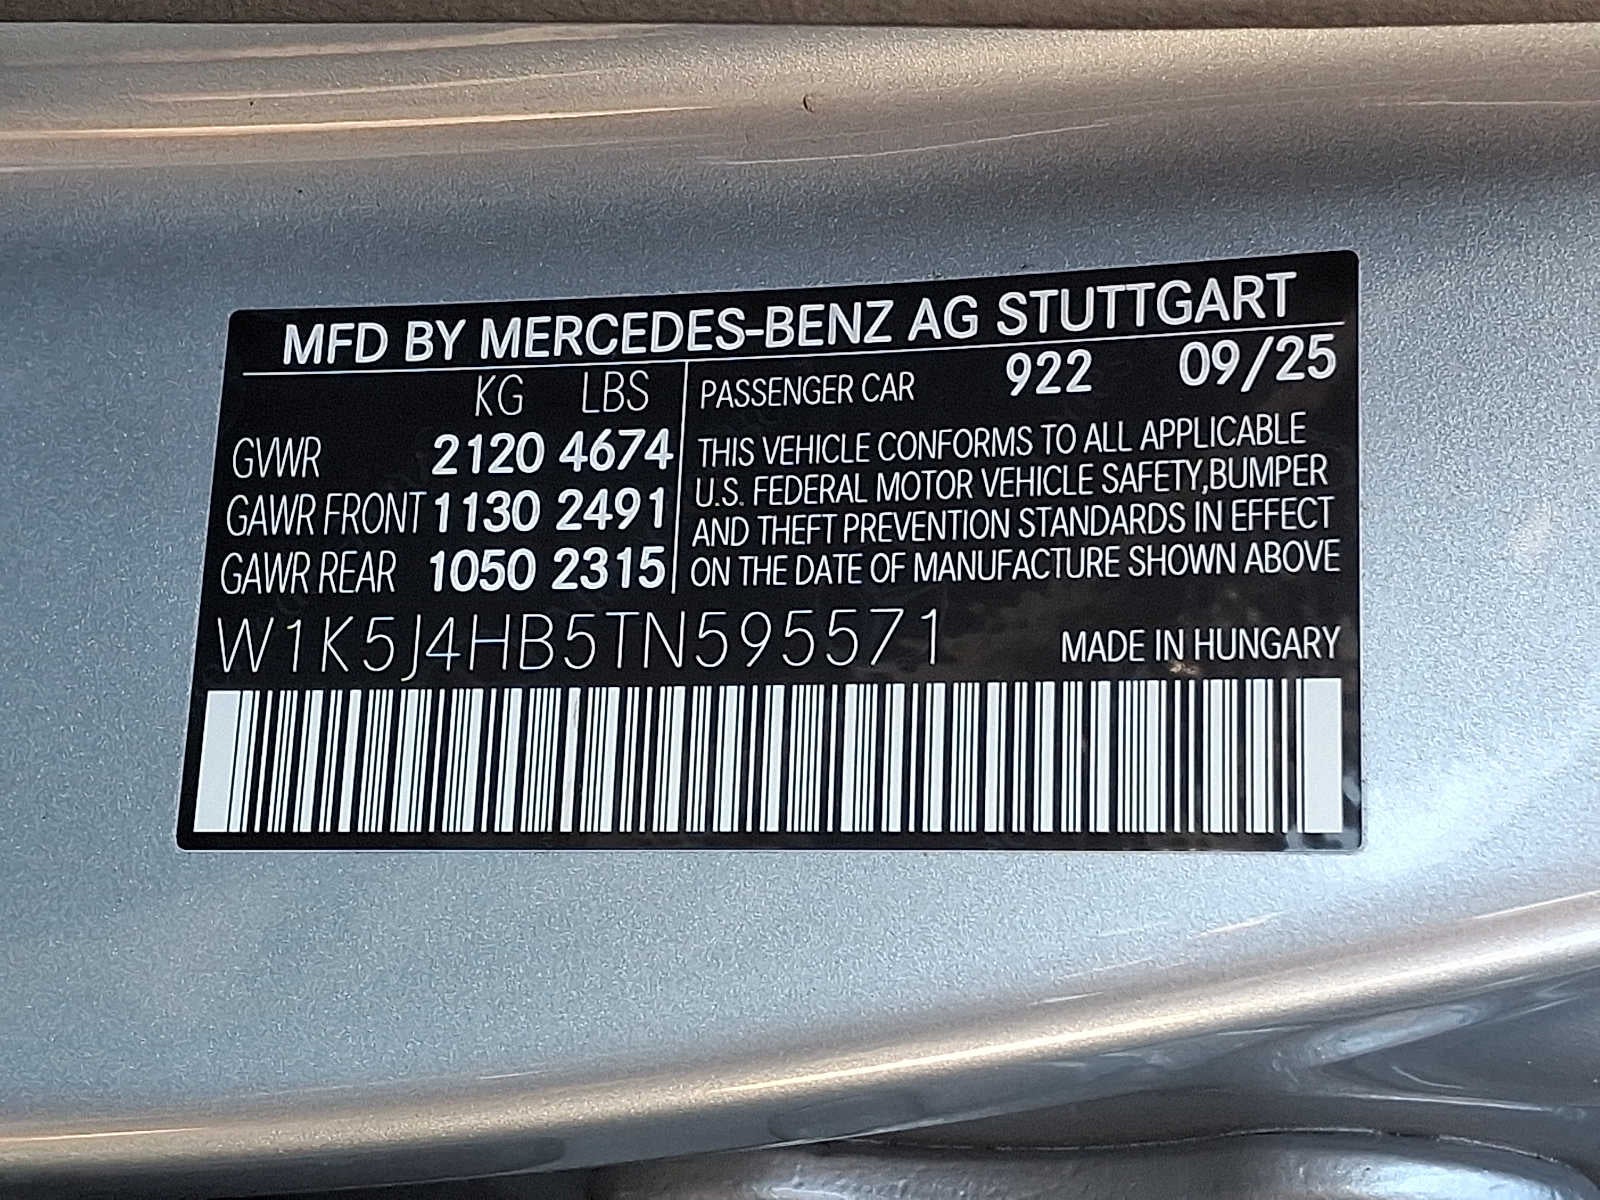 MFD BY MERCEDES-BENZ AG STUTTGART
KG LBS
GVWR 2120 4674
GAWR FRONT 1130 2491
GAWR REAR 1050 2315
PASSENGER CAR 922 09/25
THIS VEHICLE CONFORMS TO ALL APPLICABLE
U.S. FEDERAL MOTOR VEHICLE SAFETY,BUMPER
AND THEFT PREVENTION STANDARDS IN EFFECT
ON THE DATE OF MANUFACTURE SHOWN ABOVE
W1K5J4HB5TN595571 MADE IN HUNGARY